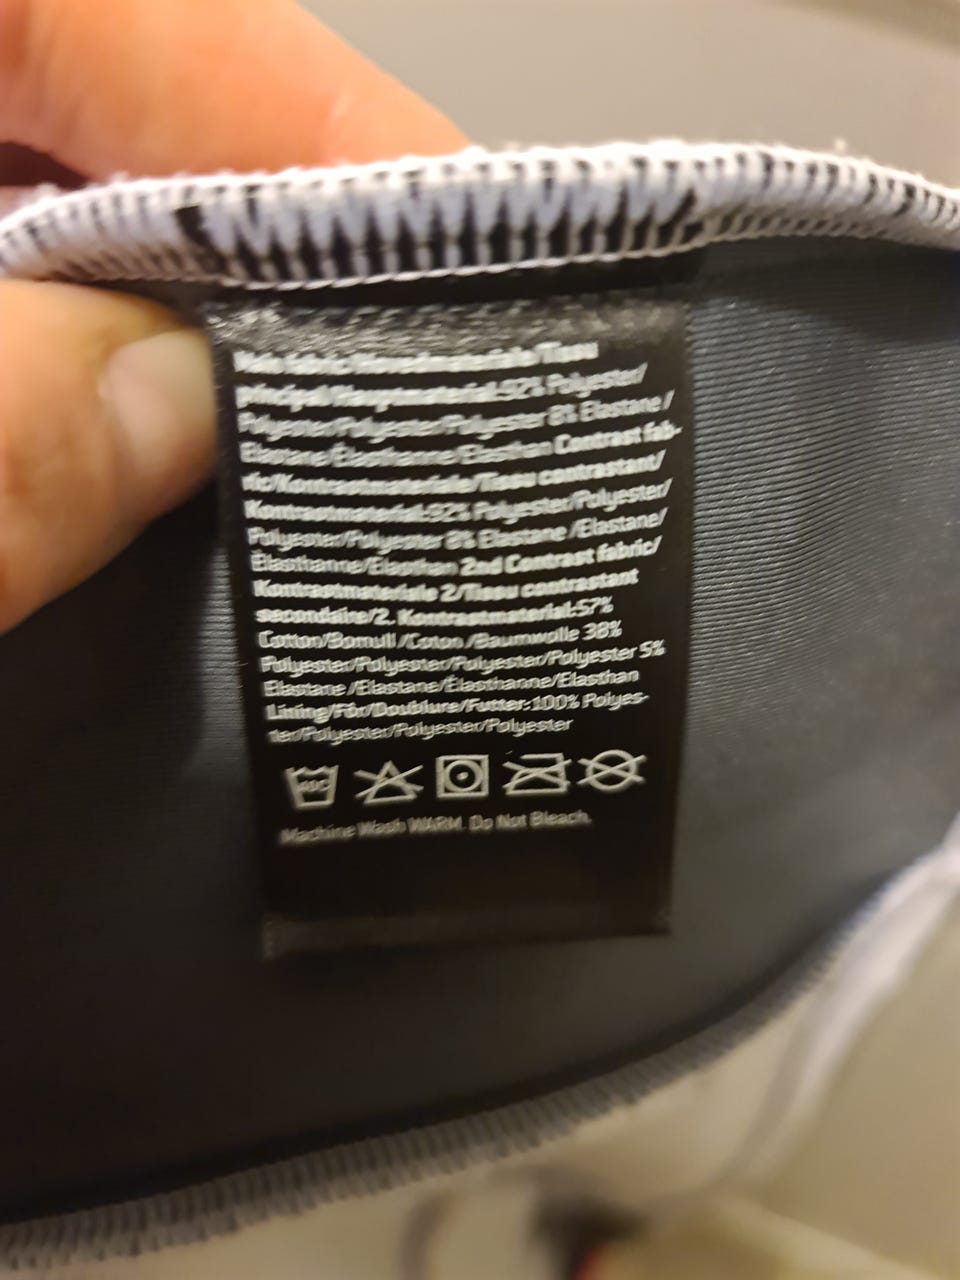 Main fabric/Hovedmateriale/Tissu
principal/Hauptmaterial:92% Polyester/
Polyester/Polyester/Polyester 8% Elastane /
Elastane/Élasthanne/Elasthan Contrast fab-
ric/Kontrastmateriale/Tissu contrastant/
Kontrastmaterial:92% Polyester/Polyester/
Polyester/Polyester 8% Elastane /Elastane/
Élasthanne/Elasthan 2nd Contrast fabric/
Kontrastmateriale 2/Tissu contrastant
secondaire/2. Kontrastmaterial:57%
Cotton/Bomull /Coton /Baumwolle 38%
Polyester/Polyester/Polyester/Polyester 5%
Elastane /Elastane/Élasthanne/Elasthan
Lining/Fôr/Doublure/Futter:100% Polyes-
ter/Polyester/Polyester/Polyester
40C
Machine Wash WARM. Do Not Bleach.